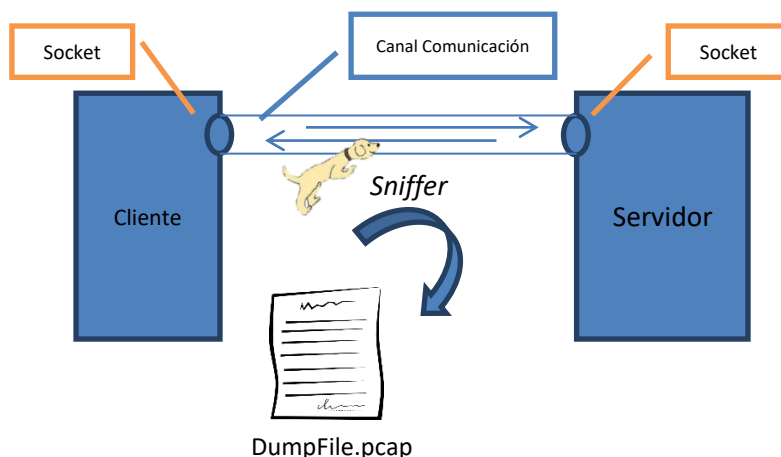 Socket
Canal Comunicación
Socket
Cliente
Sniffer
Servidor
DumpFile.pcap